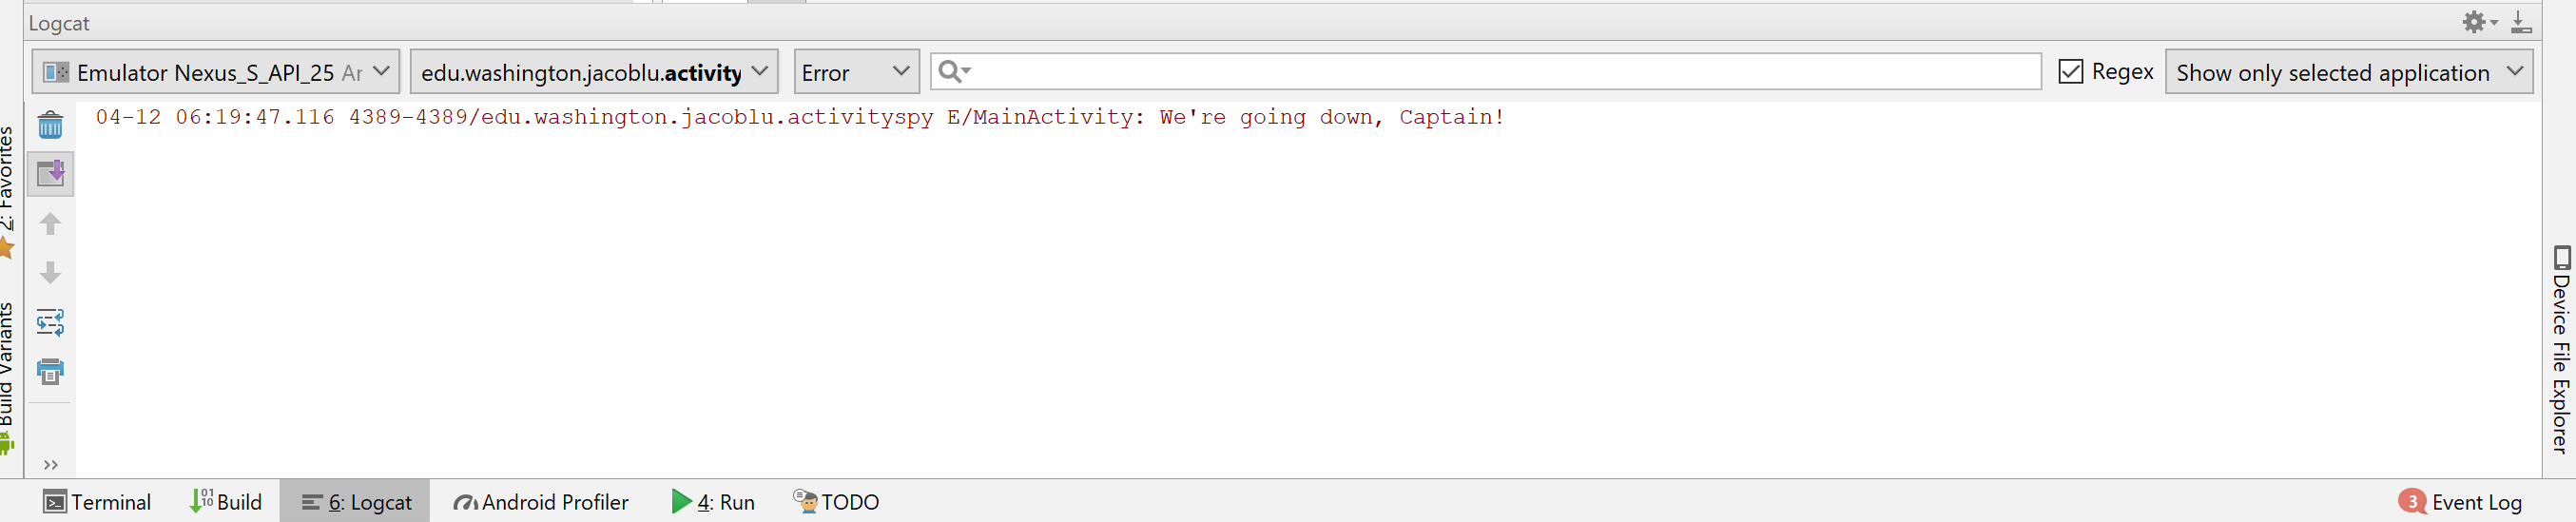 Logcat
Emulator Nexus_S_API_25 Ar
edu.washington.jacoblu.activity
Error
Regex
Show only selected application
04-12 06:19:47.116 4389-4389/edu.washington.jacoblu.activityspy E/MainActivity: We're going down, Captain!
2: Favorites
Build Variants
Device File Explorer
Terminal
Build
6: Logcat
Android Profiler
4: Run
TODO
3
Event Log